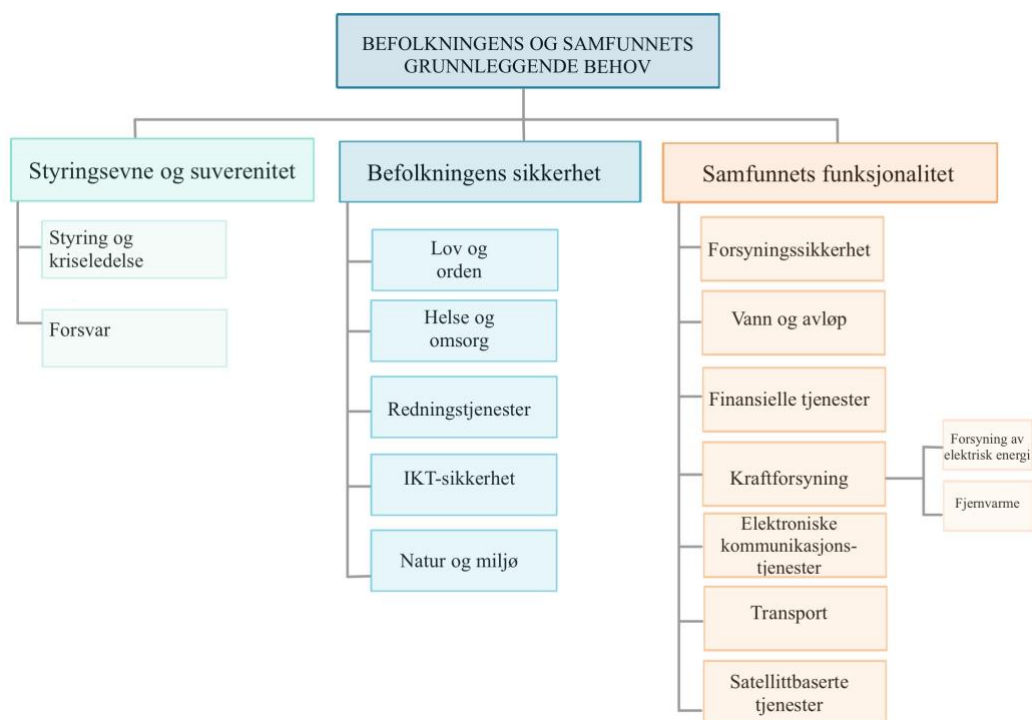 BEFOLKNINGENS OG SAMFUNNETS
GRUNNLEGGENDE BEHOV
Styringsevne og suverenitet
Styring og
kriseledelse
Forsvar
Befolkningens sikkerhet
Lov og
orden
Helse og
omsorg
Redningstjenester
IKT-sikkerhet
Natur og miljø
Samfunnets funksjonalitet
Forsyningssikkerhet
Vann og avløp
Finansielle tjenester
Kraftforsyning
Forsyning av
elektrisk energi
Fjernvarme
Elektroniske
kommunikasjons-
tjenester
Transport
Satellittbaserte
tjenester